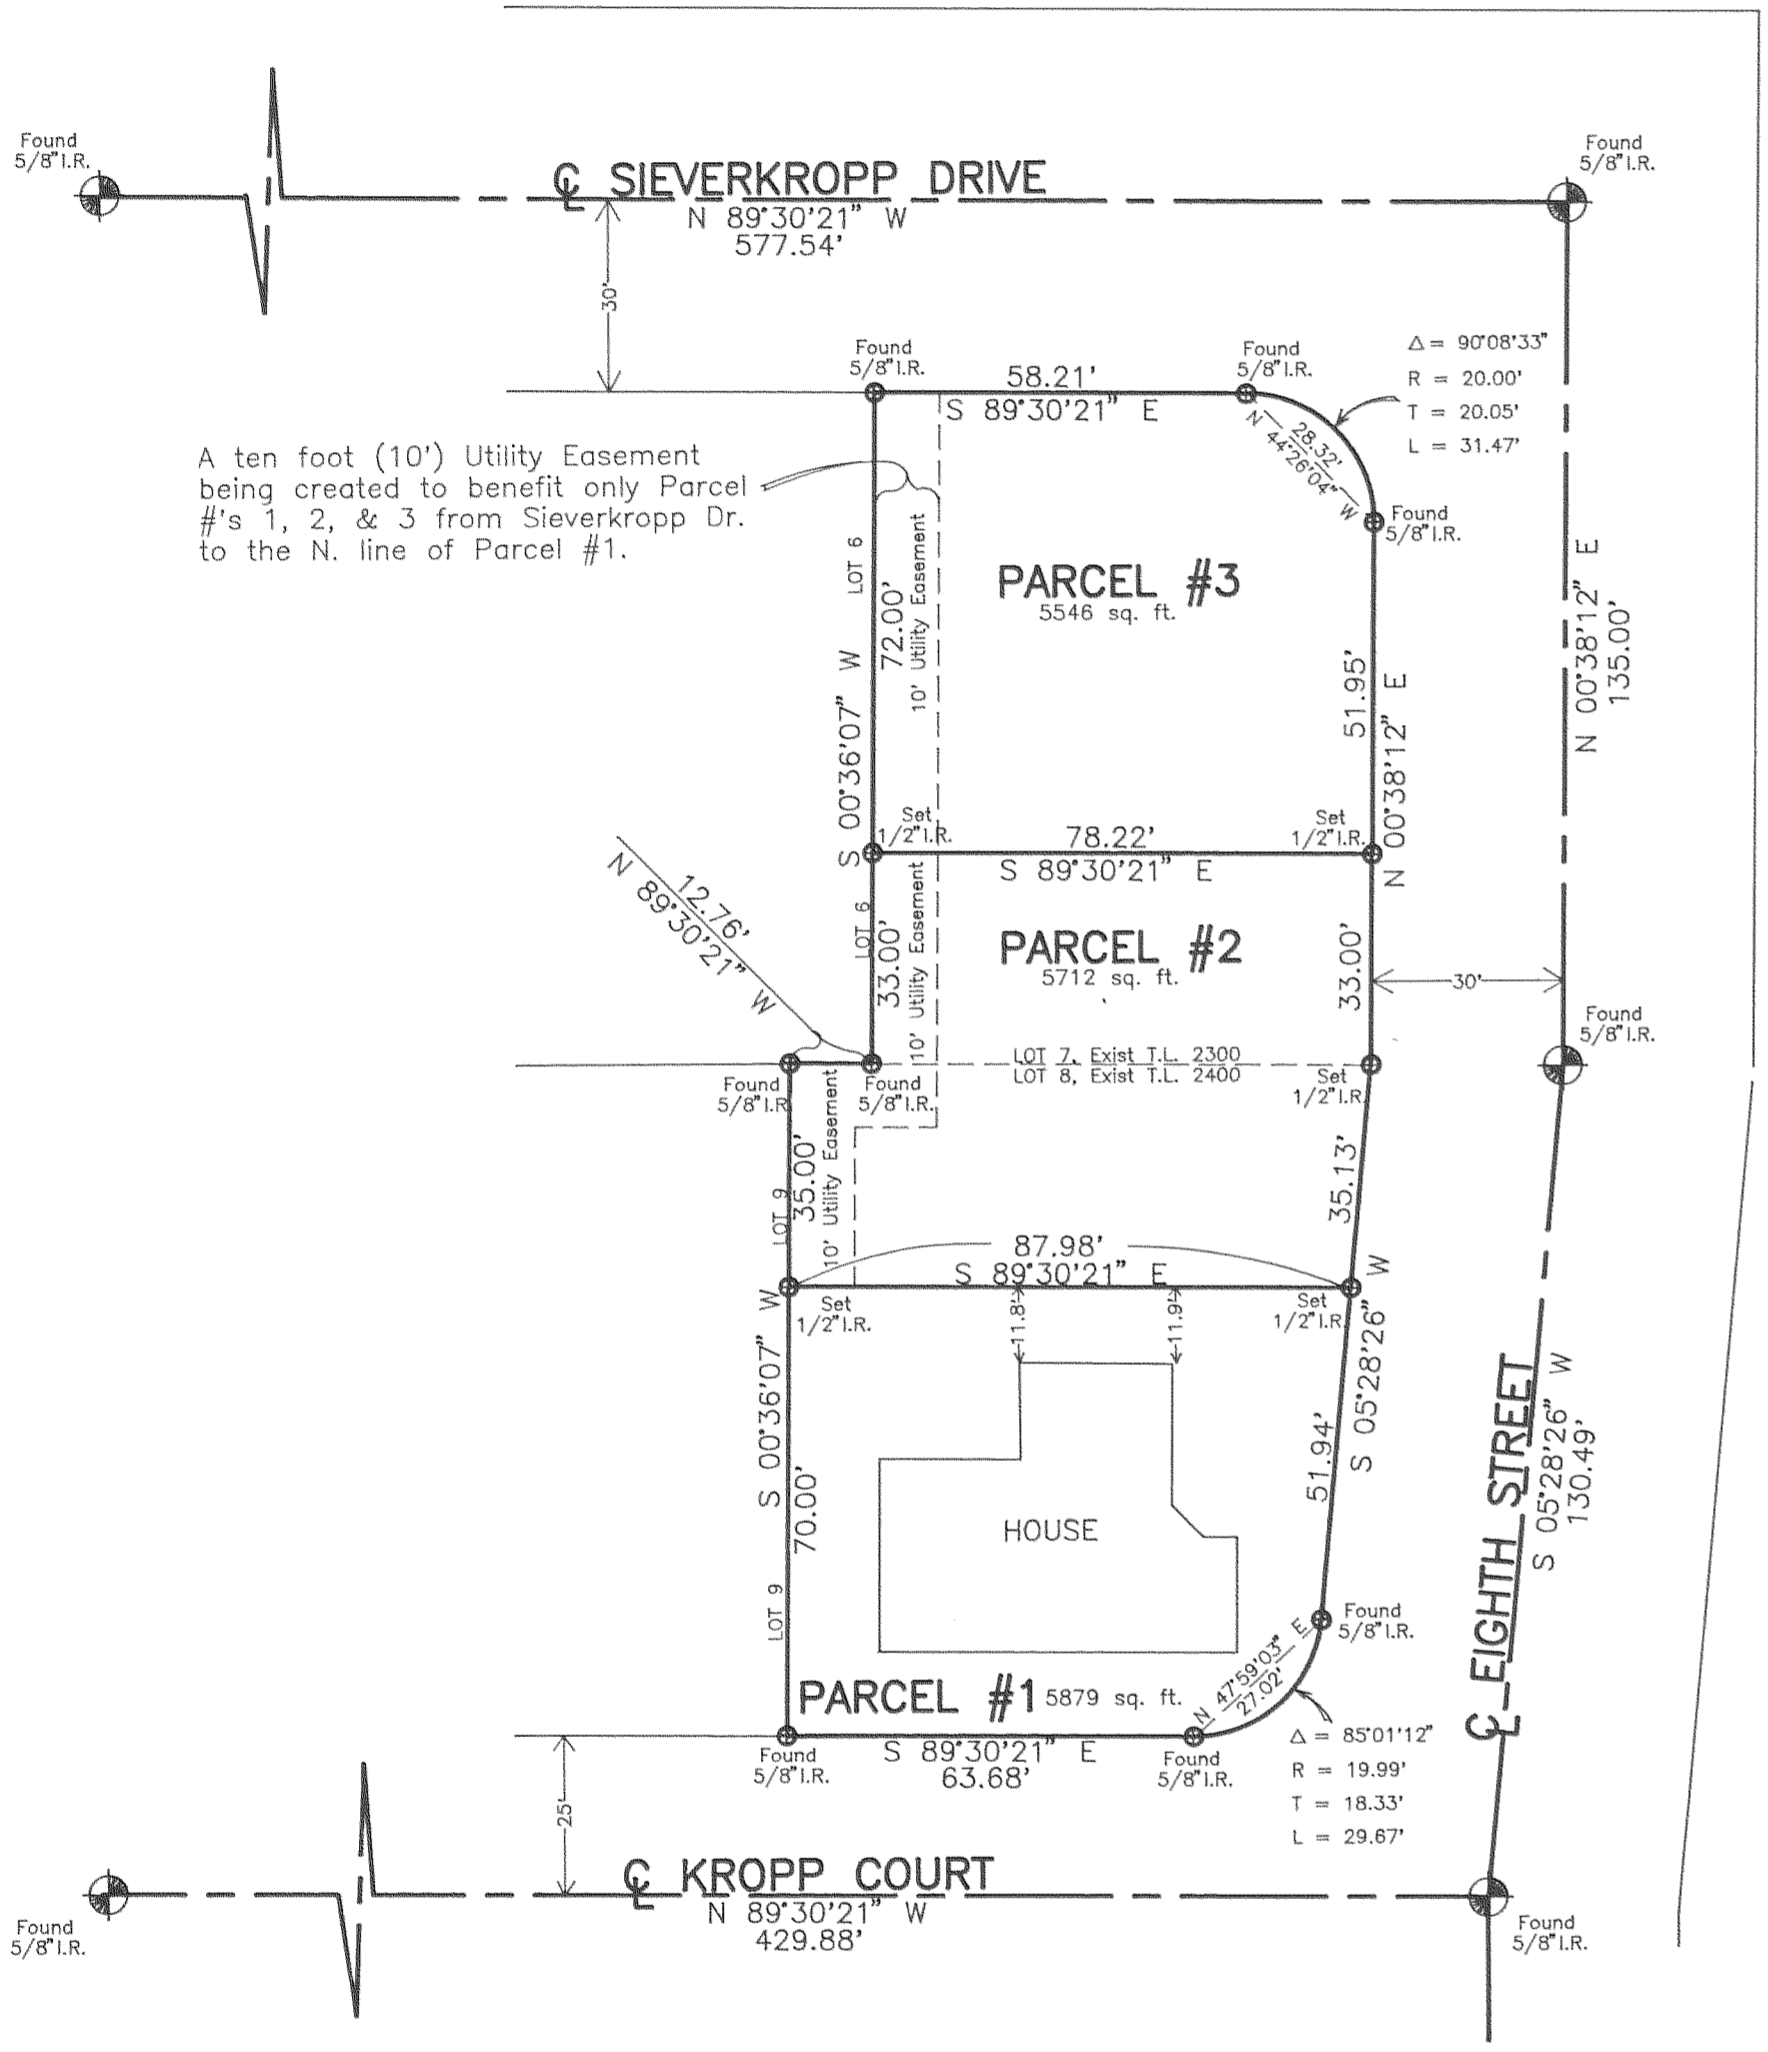 Found
5/8"I.R.
℄ SIEVERKROPP DRIVE
N 89°30'21" W
577.54'
Found
5/8"I.R.
30'
Found
5/8"I.R.
58.21'
S 89°30'21" E
Found
5/8"I.R.
Δ= 90°08'33"
R = 20.00'
T = 20.05'
L = 31.47'
28.32'
N 44°26'04" W
Found
5/8"I.R.
A ten foot (10') Utility Easement
being created to benefit only Parcel
#'s 1, 2, & 3 from Sieverkropp Dr.
to the N. line of Parcel #1.
LOT 6
72.00'
10' Utility Easement
S 00°36'07" W
PARCEL #3
5546 sq. ft.
51.95'
N 00°38'12" E
N 00°38'12" E
135.00'
Set
1/2"I.R.
78.22'
S 89°30'21" E
Set
1/2"I.R.
12.76'
N 89°30'21" W
LOT 6
33.00'
10' Utility Easement
PARCEL #2
5712 sq. ft.
33.00'
30'
Found
5/8"I.R.
LOT 7, Exist T.L. 2300
LOT 8, Exist T.L. 2400
Found
5/8"I.R.
Found
5/8"I.R.
Set
1/2"I.R.
LOT 9
35.00'
10' Utility Easement
35.13'
87.98'
S 89°30'21" E
Set
1/2"I.R.
Set
1/2"I.R.
11.8'
11.9'
S 00°36'07" W
70.00'
LOT 9
HOUSE
51.94'
S 05°28'26" W
℄ EIGHTH STREET
S 05°28'26" W
130.49'
Found
5/8"I.R.
N 47°59'03" E
27.02'
PARCEL #1 5879 sq. ft.
Found
5/8"I.R.
S 89°30'21" E
63.68'
Found
5/8"I.R.
Δ = 85°01'12"
R = 19.99'
T = 18.33'
L = 29.67'
25'
℄ KROPP COURT
N 89°30'21" W
429.88'
Found
5/8"I.R.
Found
5/8"I.R.